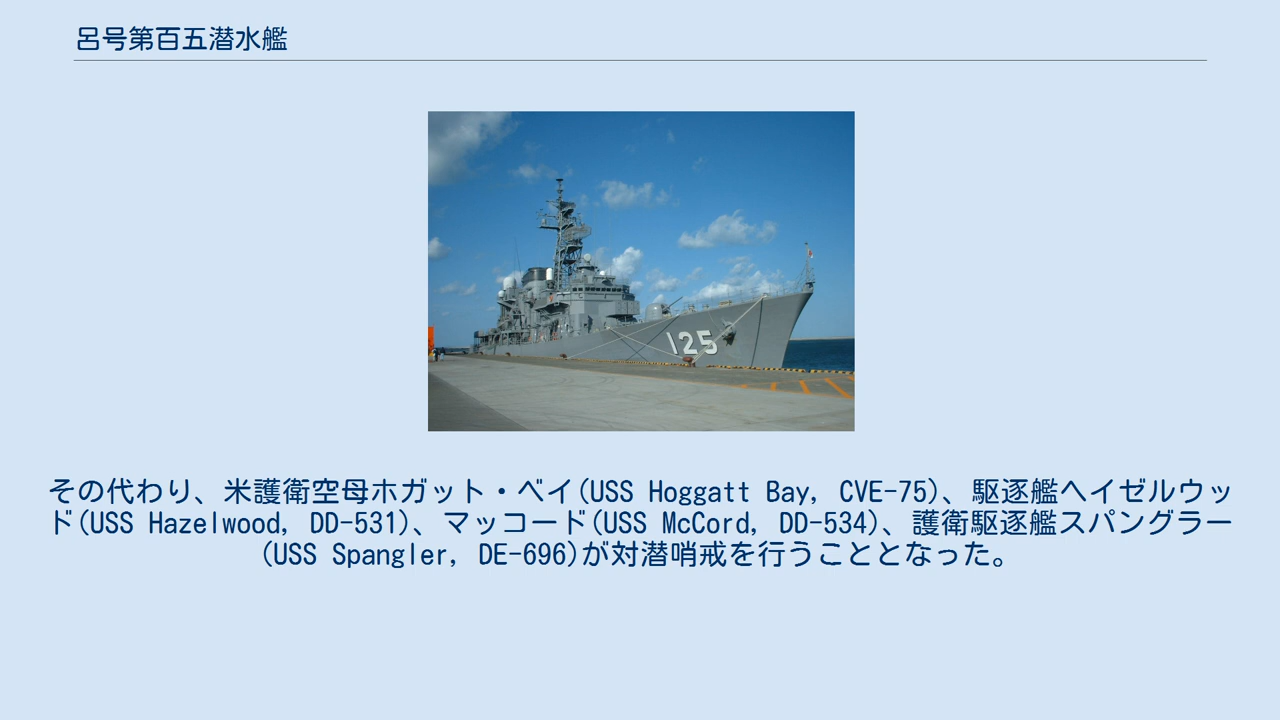 呂号第百五潜水艦
125
その代わり、米護衛空母ホガット・ベイ(USS Hoggatt Bay, CVE-75)、駆逐艦ヘイゼルウッ
ド(USS Hazelwood, DD-531)、マッコード(USS McCord, DD-534)、護衛駆逐艦スパングラー
(USS Spangler, DE-696)が対潜哨戒を行うこととなった。